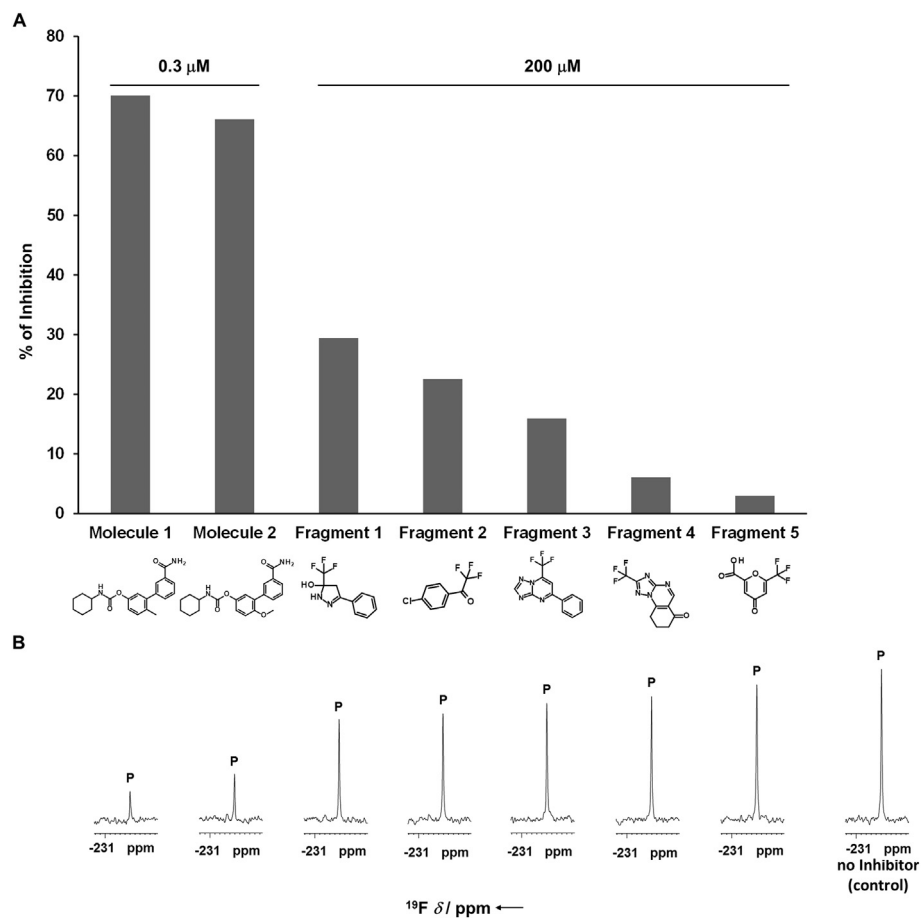 A
80
70
60
50
40
30
20
10
0
% of Inhibition
0.3 μM
200 μM
Molecule 1 Molecule 2 Fragment 1 Fragment 2 Fragment 3 Fragment 4 Fragment 5
B
P P P P P P P P
-231 ppm -231 ppm -231 ppm -231 ppm -231 ppm -231 ppm -231 ppm -231 ppm
no Inhibitor
(control)
¹⁹F δ / ppm ←